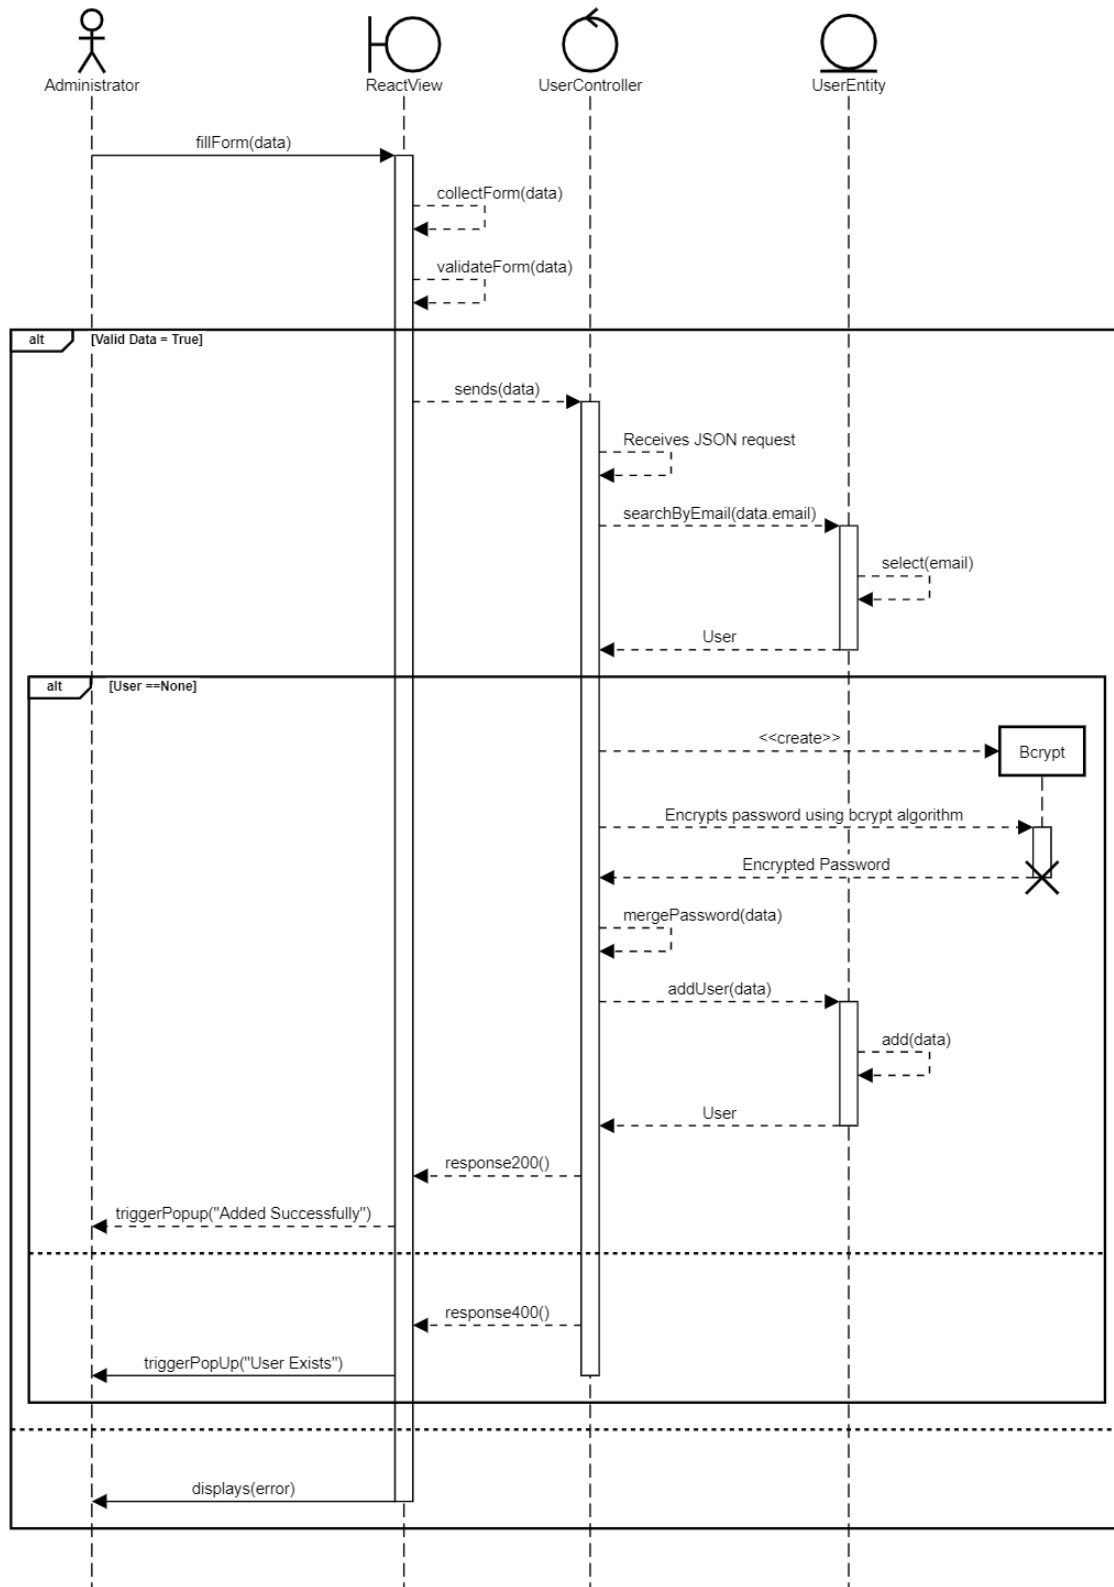 Administrator
ReactView
UserController
UserEntity
fillForm(data)
collectForm(data)
validateForm(data)
alt
[Valid Data = True]
sends(data)
Receives JSON request
searchByEmail(data.email)
select(email)
User
alt
[User ==None]
<<create>>
Bcrypt
Encrypts password using bcrypt algorithm
Encrypted Password
mergePassword(data)
addUser(data)
add(data)
User
response200()
triggerPopup("Added Successfully")
response400()
triggerPopUp("User Exists")
displays(error)